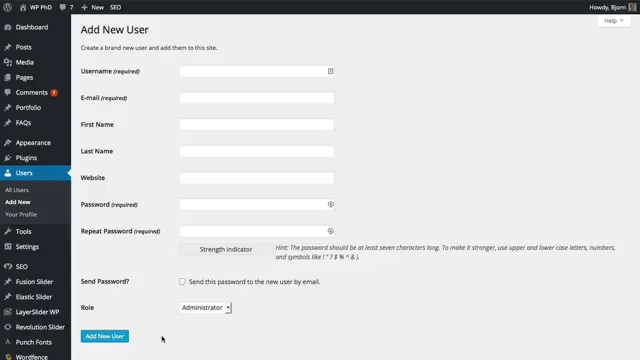 WP PhD 7 + New SEO Howdy, Bjorn
Help
Dashboard
Posts
Media
Pages
Comments 7
Portfolio
FAQs
Appearance
Plugins
Users
All Users
Add New
Your Profile
Tools
Settings
SEO
Fusion Slider
Elastic Slider
LayerSlider WP
Revolution Slider
Punch Fonts
Wordfence
Add New User
Create a brand new user and add them to this site.
Username (required)
E-mail (required)
First Name
Last Name
Website
Password (required)
Repeat Password (required)
Strength indicator
Hint: The password should be at least seven characters long. To make it stronger, use upper and lower case letters, numbers,
and symbols like ! " ? $ % ^ & ).
Send Password?
Send this password to the new user by email.
Role
Administrator
Add New User